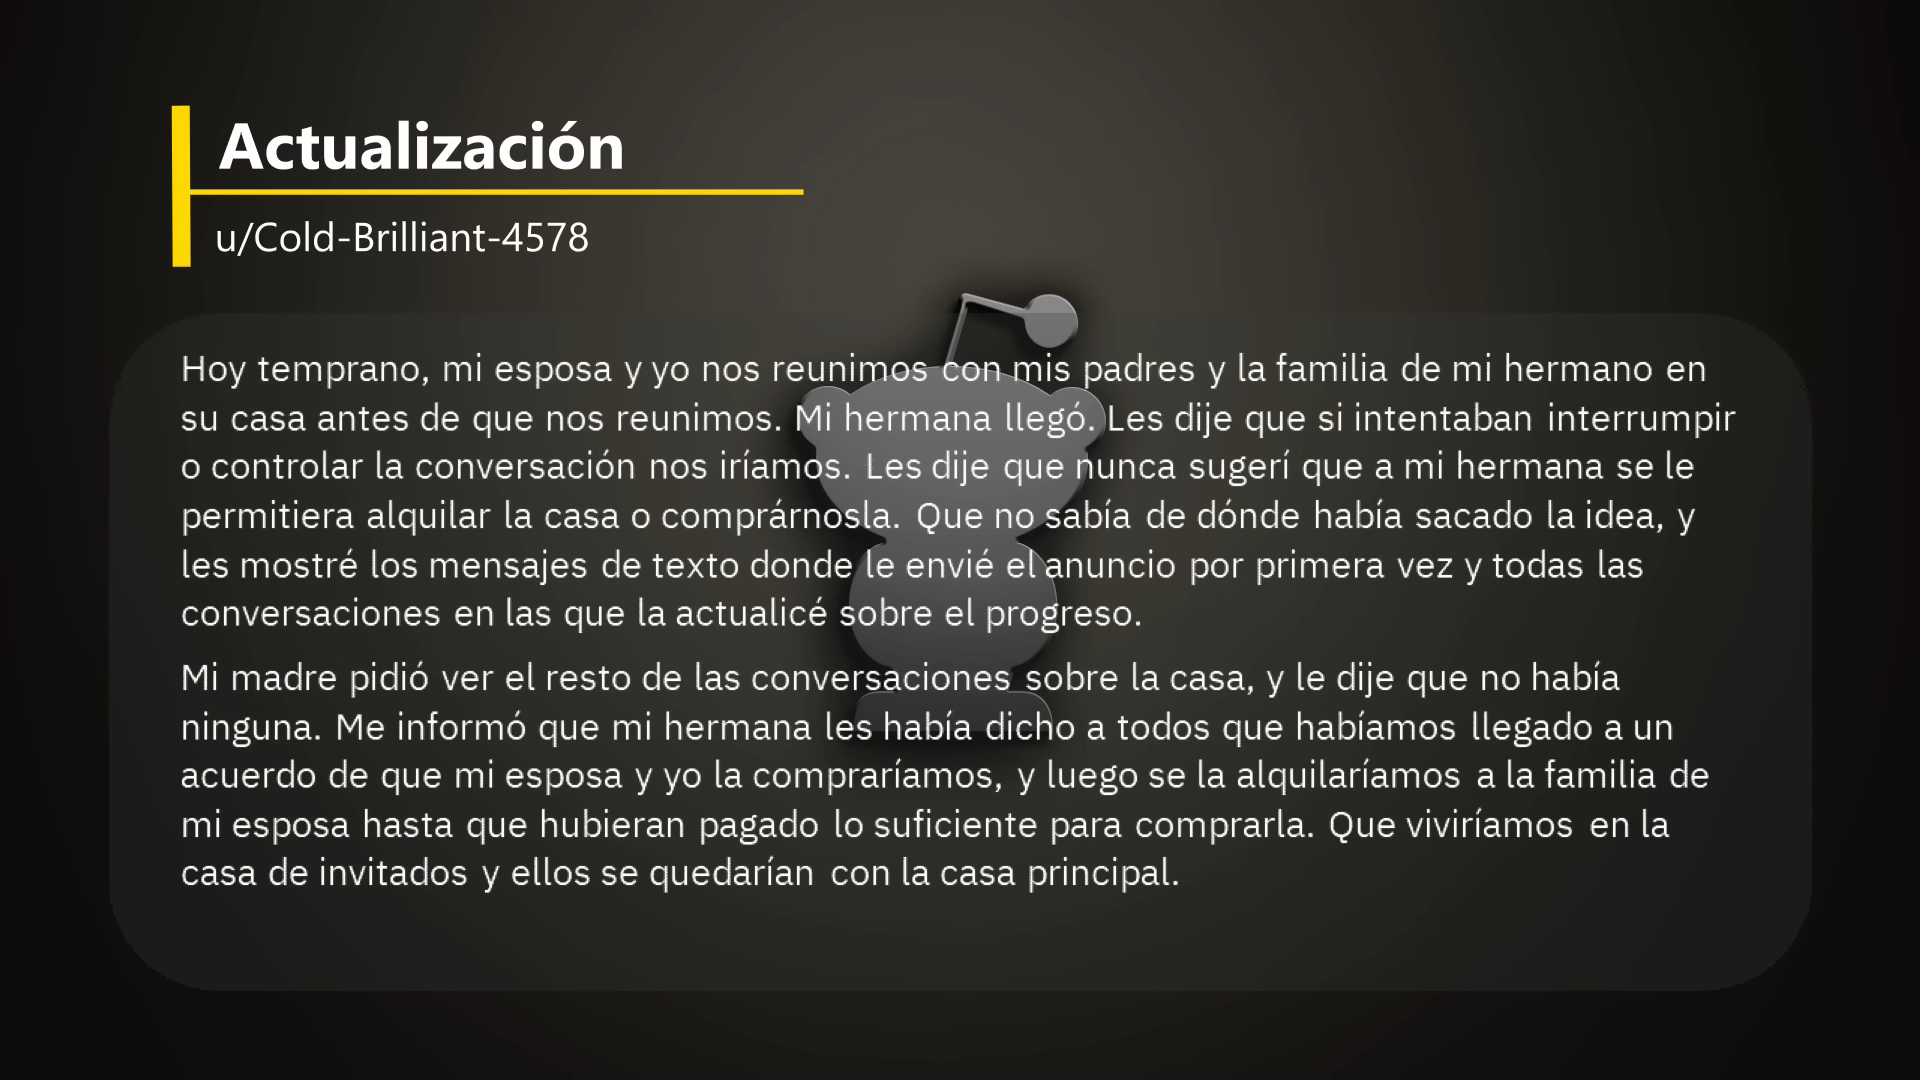 Actualización
u/Cold-Brilliant-4578
Hoy temprano, mi esposa y yo nos reunimos con mis padres y la familia de mi hermano en
su casa antes de que nos reunimos. Mi hermana llegó. Les dije que si intentaban interrumpir
o controlar la conversación nos iríamos. Les dije que nunca sugerí que a mi hermana se le
permitiera alquilar la casa o comprárnosla. Que no sabía de dónde había sacado la idea, y
les mostré los mensajes de texto donde le envié el anuncio por primera vez y todas las
conversaciones en las que la actualicé sobre el progreso.
Mi madre pidió ver el resto de las conversaciones sobre la casa, y le dije que no había
ninguna. Me informó que mi hermana les había dicho a todos que habíamos llegado a un
acuerdo de que mi esposa y yo la compraríamos, y luego se la alquilaríamos a la familia de
mi esposa hasta que hubieran pagado lo suficiente para comprarla. Que viviríamos en la
casa de invitados y ellos se quedarían con la casa principal.